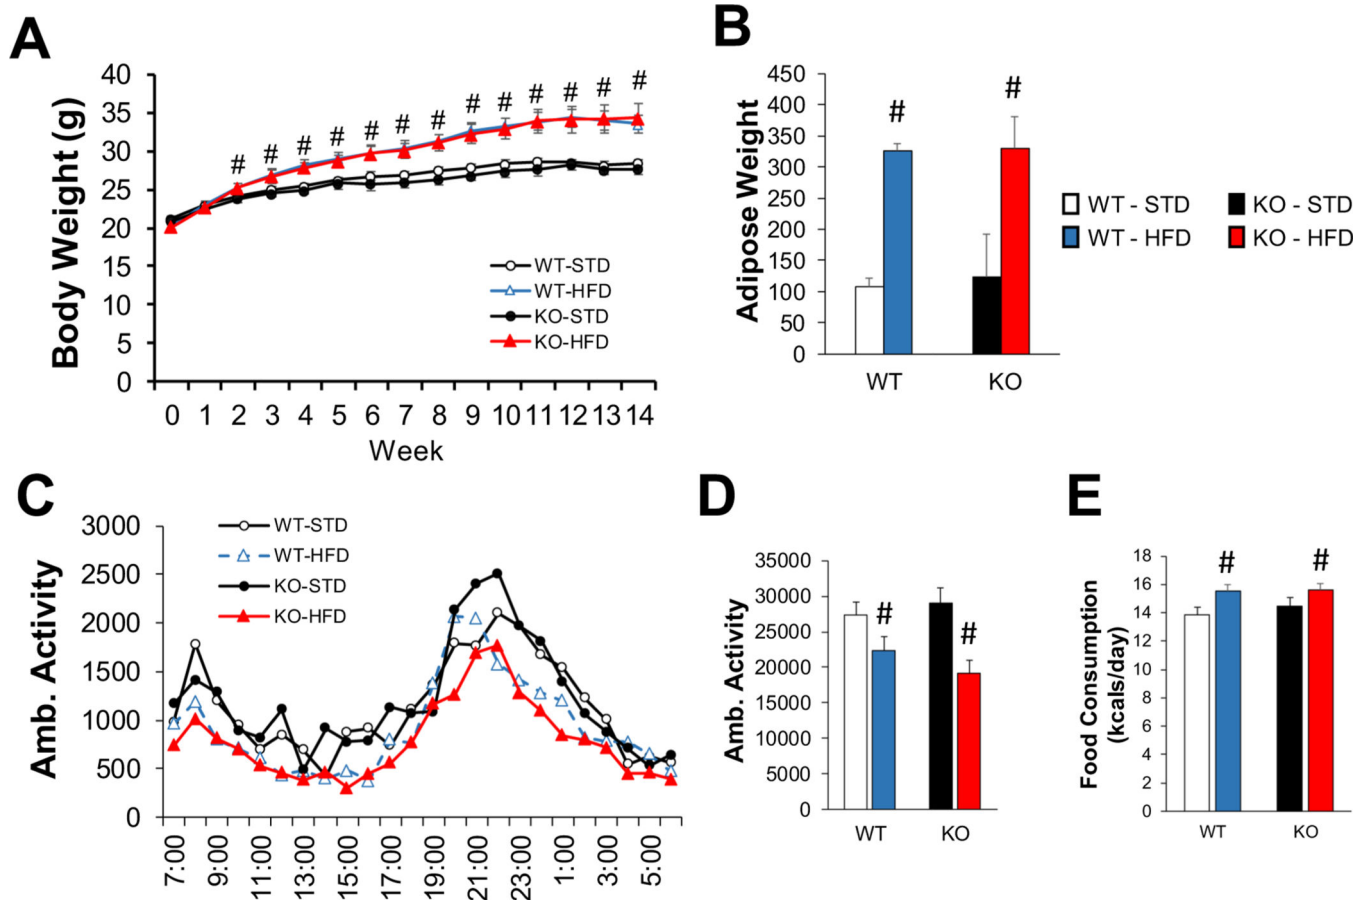 A
Body Weight (g)
40
35
30
25
20
15
10
5
0
# # # # # # # # # # # # #
WT-STD
WT-HFD
KO-STD
KO-HFD
0 1 2 3 4 5 6 7 8 9 10 11 12 13 14
Week
B
Adipose Weight
450
400
350
300
250
200
150
100
50
0
# #
WT KO
WT - STD KO - STD
WT - HFD KO - HFD
C
Amb. Activity
3000
2500
2000
1500
1000
500
0
WT-STD
WT-HFD
KO-STD
KO-HFD
7:00 9:00 11:00 13:00 15:00 17:00 19:00 21:00 23:00 1:00 3:00 5:00
D
Amb. Activity
35000
30000
25000
20000
15000
10000
5000
0
# #
WT KO
E
Food Consumption
(kcals/day)
18
16
14
12
10
8
6
4
2
0
# #
WT KO